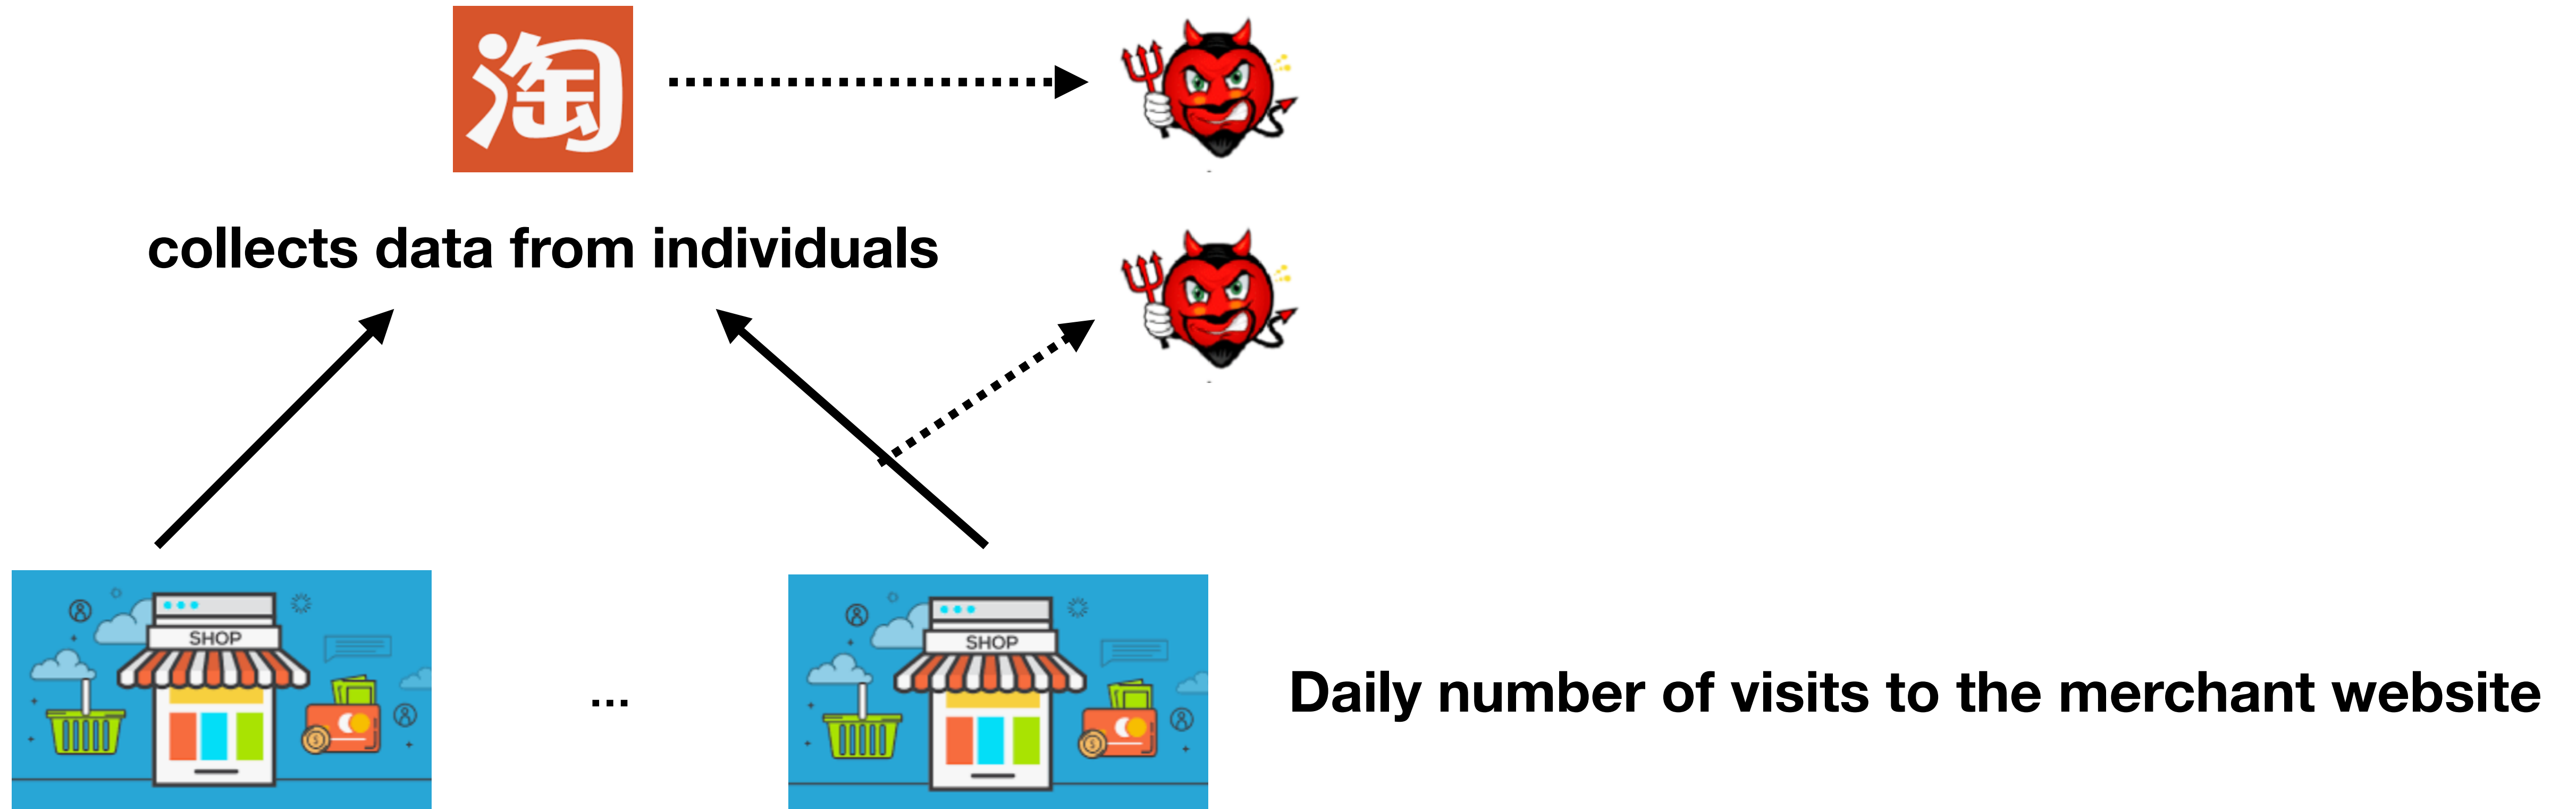 淘
collects data from individuals
SHOP
SHOP
...
Daily number of visits to the merchant website